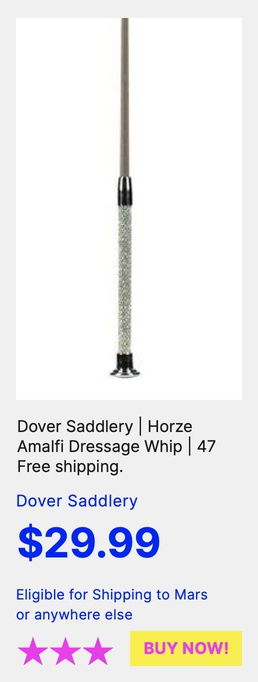 Dover Saddlery | Horze
Amalfi Dressage Whip | 47
Free shipping.
Dover Saddlery
$29.99
Eligible for Shipping to Mars
or anywhere else
BUY NOW!